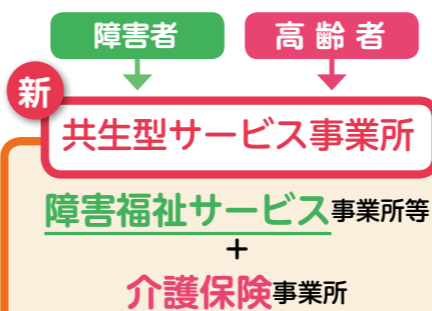 障害者
高齢者
新
共生型サービス事業所
障害福祉サービス事業所等
+
介護保険事業所